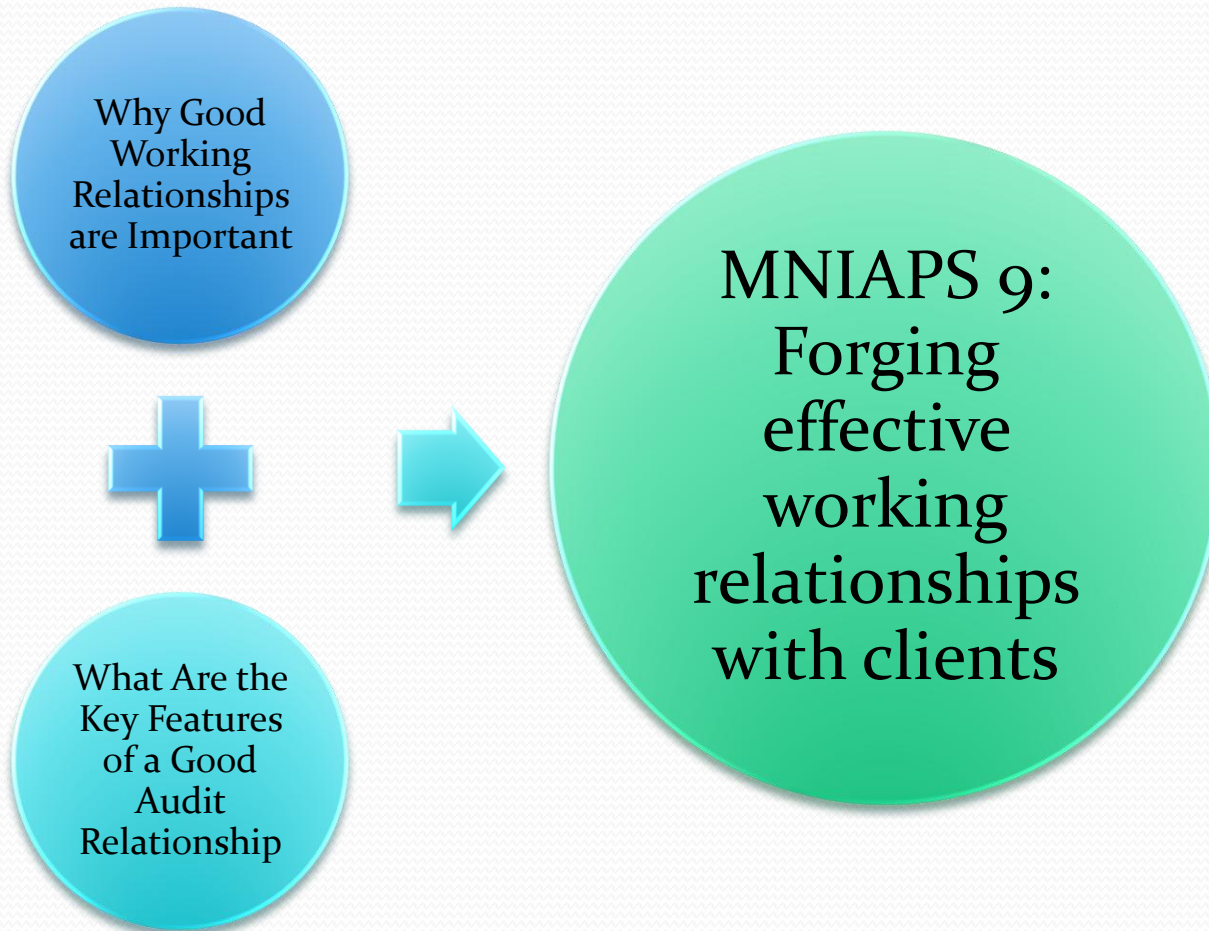 Why Good
Working
Relationships
are Important
What Are the
Key Features
of a Good
Audit
Relationship
MNIAPS 9:
Forging
effective
working
relationships
with clients